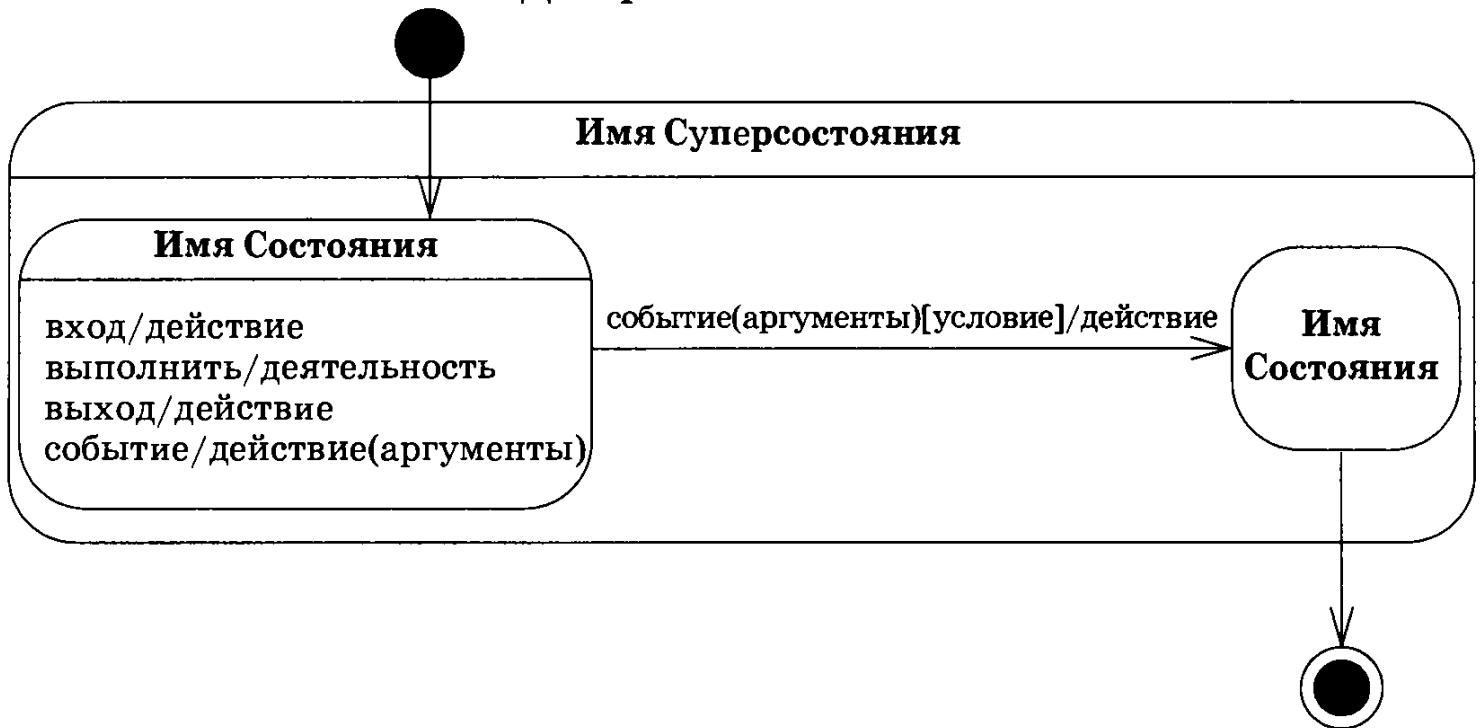 Имя Суперсостояния
Имя Состояния
вход/действие
выполнить/деятельность
выход/действие
событие/действие(аргументы)
событие(аргументы)[условие]/действие
Имя
Состояния